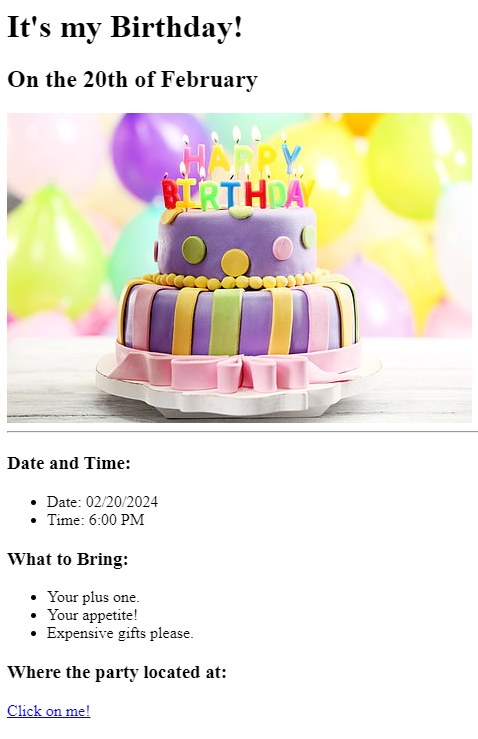 It's my Birthday!
On the 20th of February
HAPPY
BIRTHDAY
Date and Time:
Date: 02/20/2024
Time: 6:00 PM
What to Bring:
Your plus one.
Your appetite!
Expensive gifts please.
Where the party located at:
Click on me!